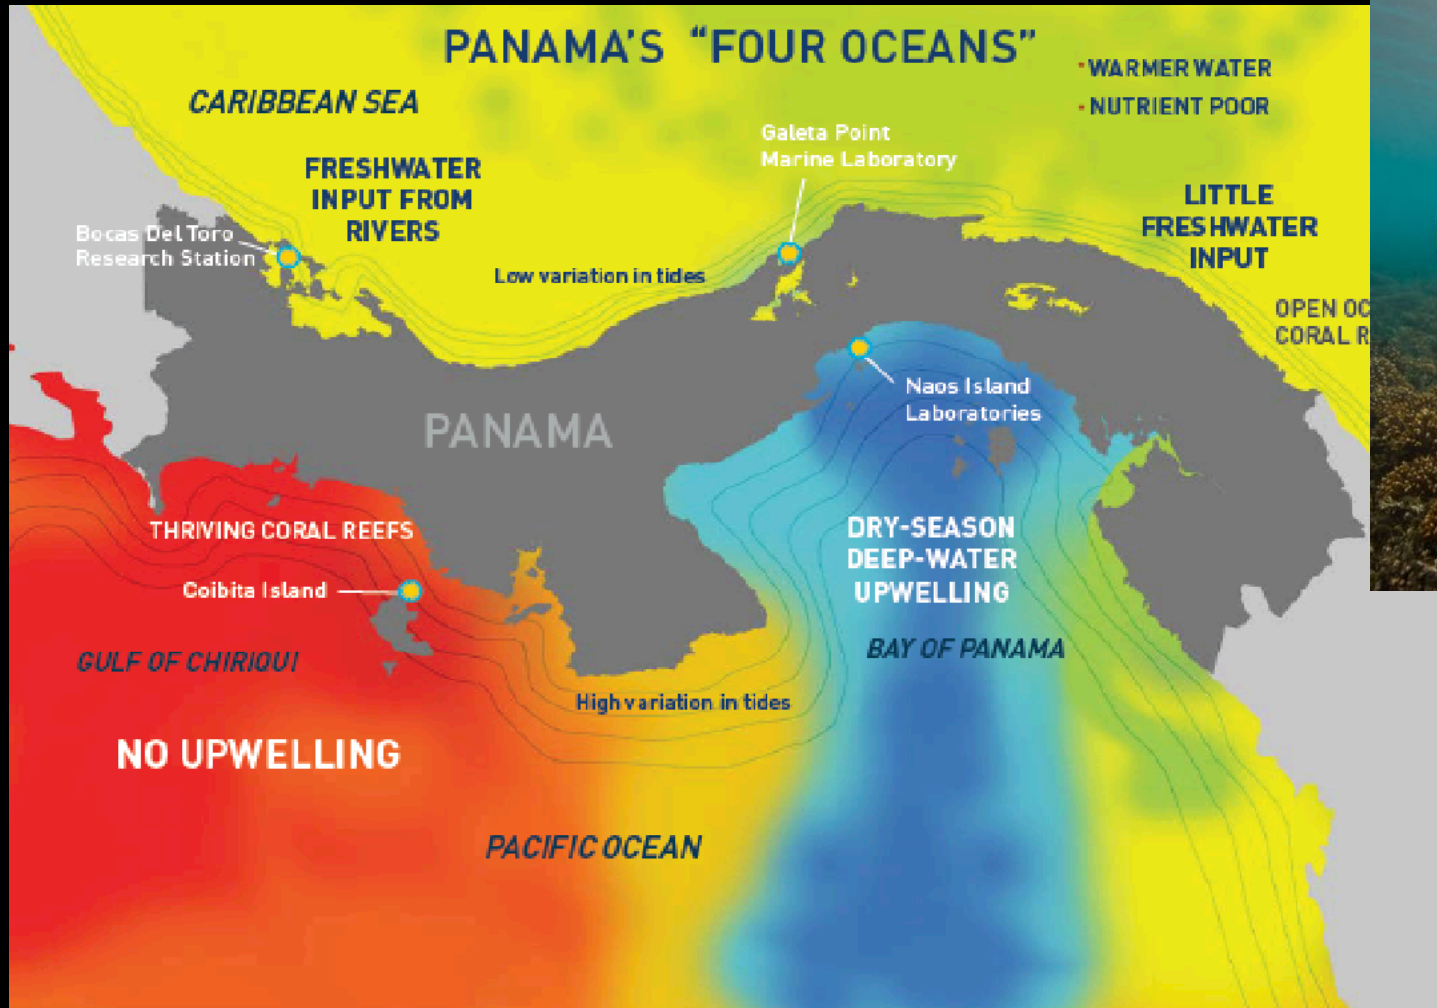 PANAMA'S “FOUR OCEANS”
· WARMER WATER
· NUTRIENT POOR
CARIBBEAN SEA
Galeta Point
Marine Laboratory
FRESHWATER
INPUT FROM
RIVERS
LITTLE
FRESHWATER
INPUT
Bocas Del Toro
Research Station
Low variation in tides
OPEN
CORAL
Naos Island
Laboratories
PANAMA
THRIVING CORAL REEFS
DRY-SEASON
DEEP-WATER
UPWELLING
Coibita Island
GULF OF CHIRIQUI
BAY OF PANAMA
High variation in tides
NO UPWELLING
PACIFIC OCEAN